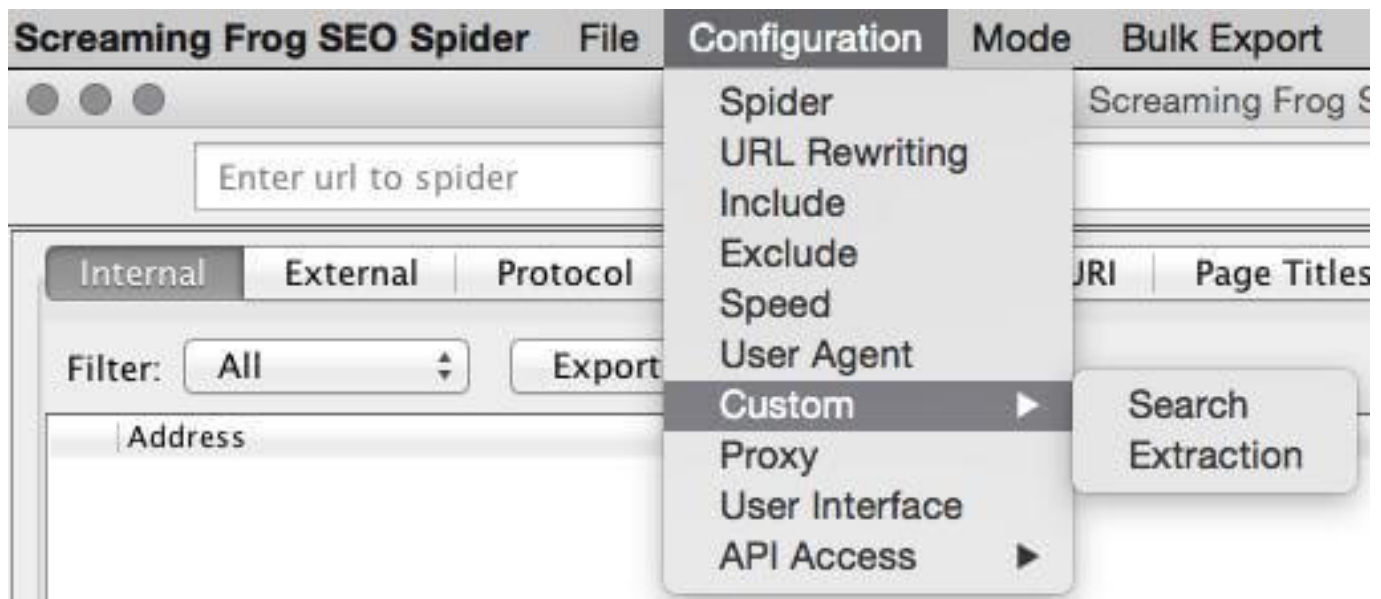 Screaming Frog SEO Spider File Configuration Mode Bulk Export
Screaming Frog S
Enter url to spider
Internal External Protocol URI Page Titles
Filter: All Export
Address
Spider
URL Rewriting
Include
Exclude
Speed
User Agent
Custom
Proxy
User Interface
API Access
Search
Extraction